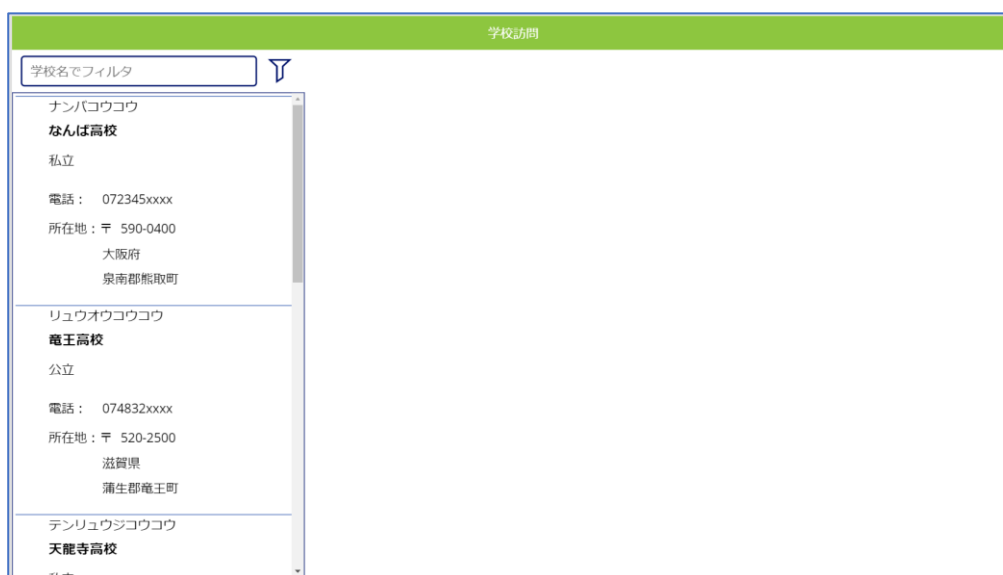 学校訪問
学校名でフィルタ
ナンバコウコウ
なんば高校
私立
電話： 072345xxxx
所在地：〒 590-0400
大阪府
泉南郡熊取町
リュウオウコウコウ
竜王高校
公立
電話： 074832xxxx
所在地：〒 520-2500
滋賀県
蒲生郡竜王町
テンリュウジコウコウ
天龍寺高校